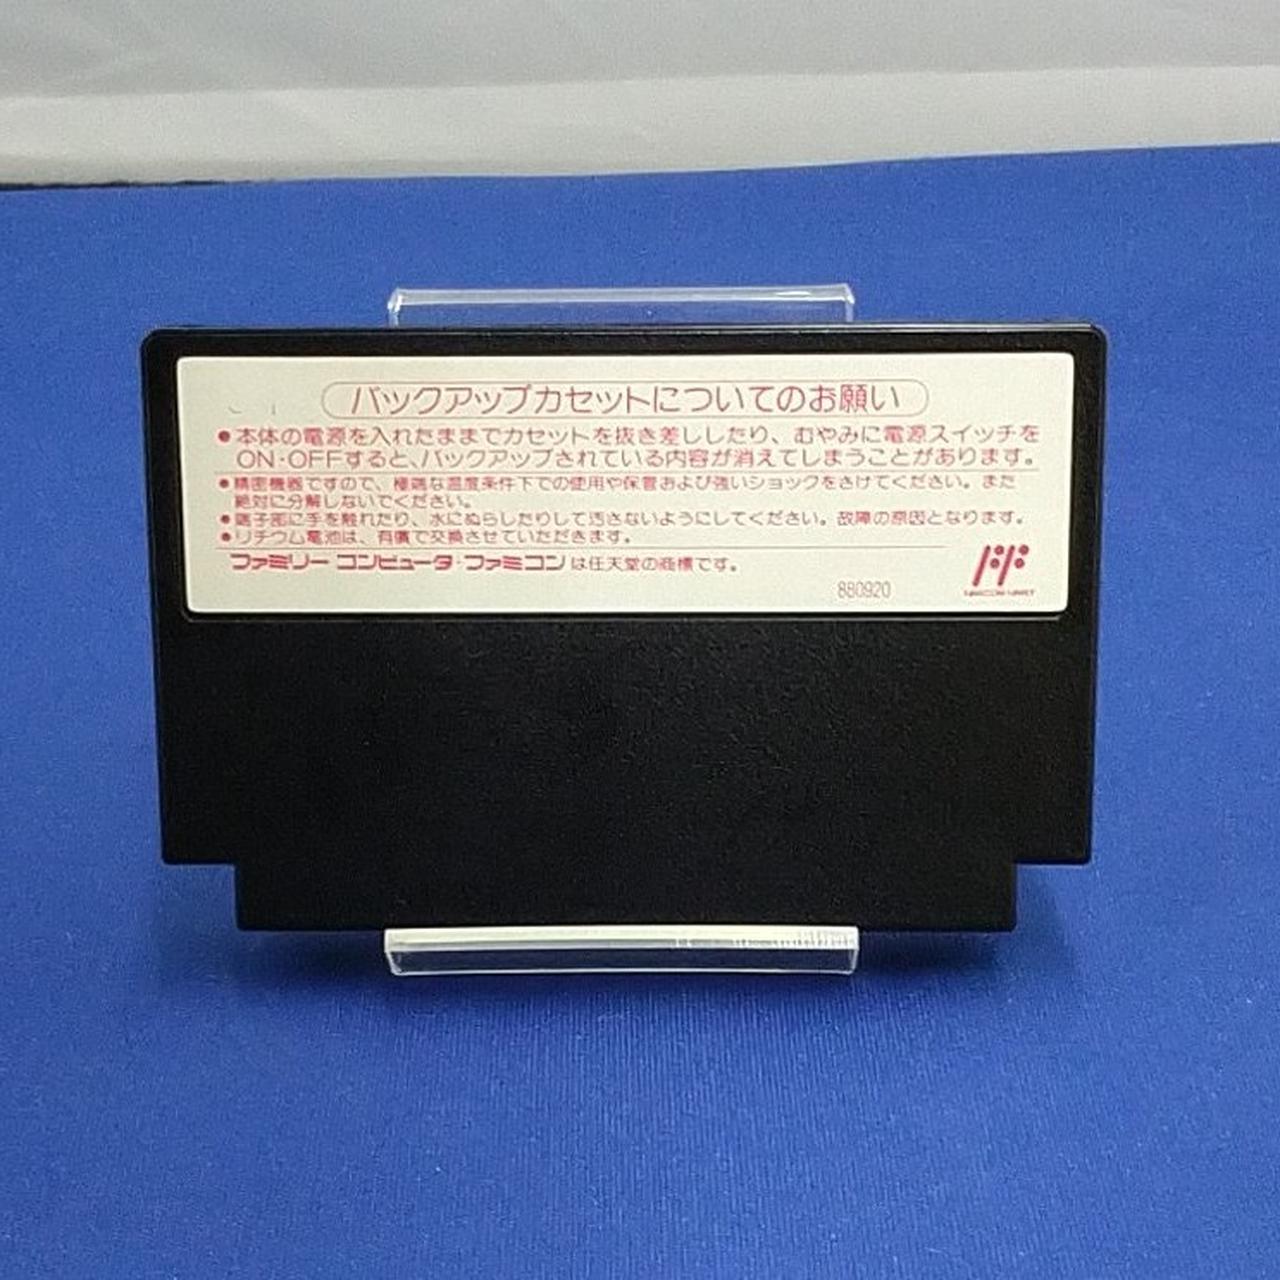 バックアップカセットについてのお願い
●本体の電源を入れたままでカセットを抜き差ししたり、むやみに電源スイッチを
ON・OFFすると、バックアップされている内容が消えてしまうことがあります。
●精密機器ですので、極端な温度条件下での使用や保管および強いショックをさけてください。また
絶対に分解しないでください。
●端子部に手を触れたり、水にぬらしたりして汚さないようにしてください。故障の原因となります。
●リチウム電池は、有償で交換させていただきます。
ファミリー コンピュータ・ファミコン は任天堂の商標です。
880920
FAMICOM FAMILY